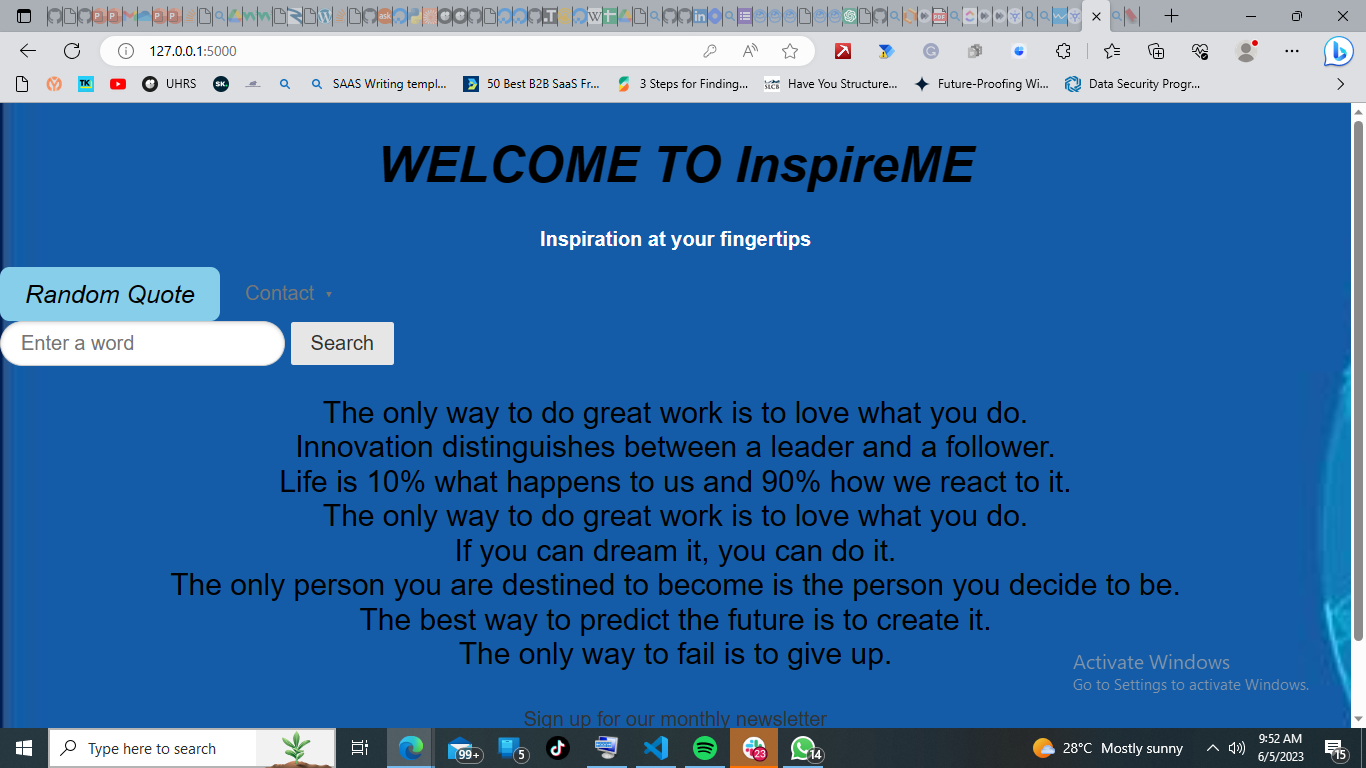 127.0.0.1:5000
UHRS
SAAS Writing templ...
50 Best B2B SaaS Fr...
3 Steps for Finding...
Have You Structure...
Future-Proofing Wi...
Data Security Progr...
WELCOME TO InspireME
Inspiration at your fingertips
Random Quote
Contact ▾
Enter a word
Search
The only way to do great work is to love what you do.
Innovation distinguishes between a leader and a follower.
Life is 10% what happens to us and 90% how we react to it.
The only way to do great work is to love what you do.
If you can dream it, you can do it.
The only person you are destined to become is the person you decide to be.
The best way to predict the future is to create it.
The only way to fail is to give up.
Activate Windows
Go to Settings to activate Windows.
Sign up for our monthly newsletter
Type here to search
99+
5
23
14
28°C Mostly sunny
9:52 AM
6/5/2023
15